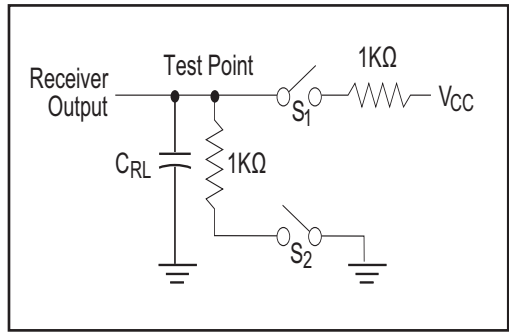 1KΩ
Test Point
Receiver
Output
S1
VCC
CRL
1KΩ
S2